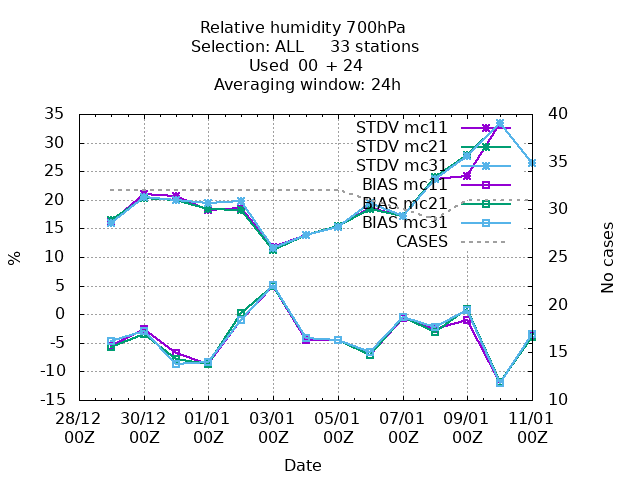 Relative humidity 700hPa
Selection: ALL 33 stations
Used 00 + 24
Averaging window: 24h
35
30
25
20
15
10
5
0
-5
-10
-15
%
40
35
30
25
20
15
10
No cases
STDV mc11
STDV mc21
STDV mc31
BIAS mc11
BIAS mc21
BIAS mc31
CASES
28/12 30/12 01/01 03/01 05/01 07/01 09/01 11/01
00Z 00Z 00Z 00Z 00Z 00Z 00Z 00Z
Date